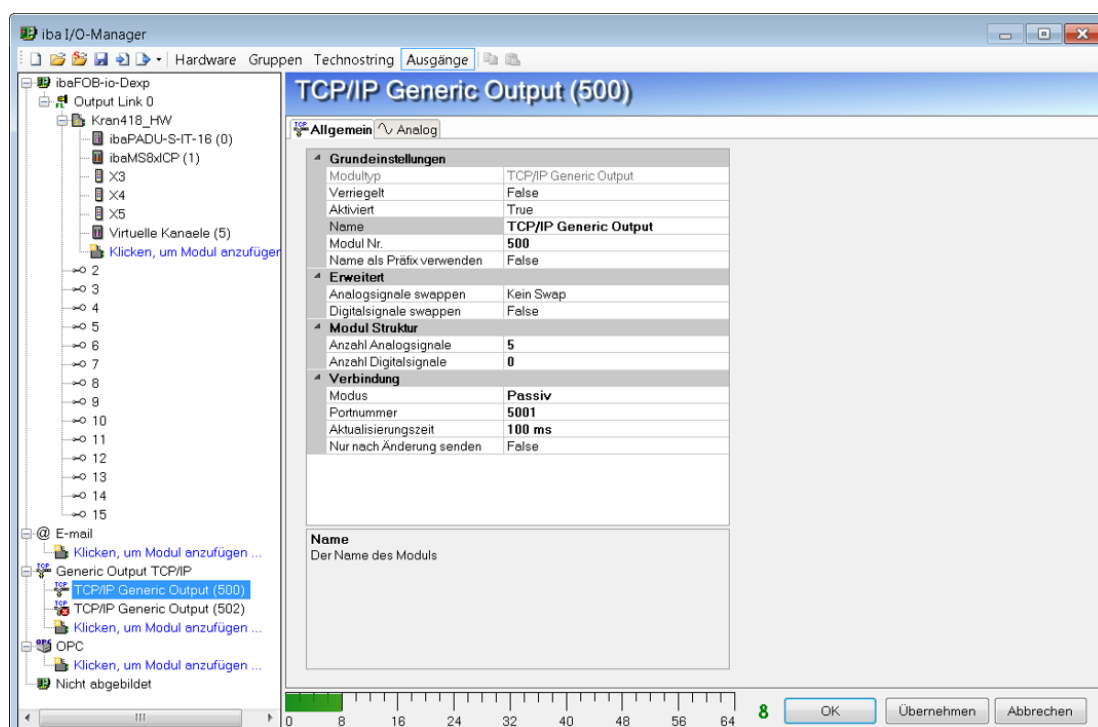 iba I/O-Manager
Hardware Gruppen Technostring Ausgänge
ibaFOB-io-Dexp
Output Link 0
Kran418_HW
ibaPADU-S-IT-16 (0)
ibaMS8xICP (1)
X3
X4
X5
Virtuelle Kanaele (5)
Klicken, um Modul anzufüger
2
3
4
5
6
7
8
9
10
11
12
13
14
15
@ E-mail
Klicken, um Modul anzufügen ...
Generic Output TCP/IP
TCP/IP Generic Output (500)
TCP/IP Generic Output (502)
Klicken, um Modul anzufügen ...
OPC
Klicken, um Modul anzufügen ...
Nicht abgebildet
TCP/IP Generic Output (500)
Allgemein Analog
Grundeinstellungen
Modultyp TCP/IP Generic Output
Verriegelt False
Aktiviert True
Name TCP/IP Generic Output
Modul Nr. 500
Name als Präfix verwenden False
Erweitert
Analogsignale swappen Kein Swap
Digitalsignale swappen False
Modul Struktur
Anzahl Analogsignale 5
Anzahl Digitalsignale 0
Verbindung
Modus Passiv
Portnummer 5001
Aktualisierungszeit 100 ms
Nur nach Änderung senden False
Name
Der Name des Moduls
0 8 16 24 32 40 48 56 64
8
OK Übernehmen Abbrechen